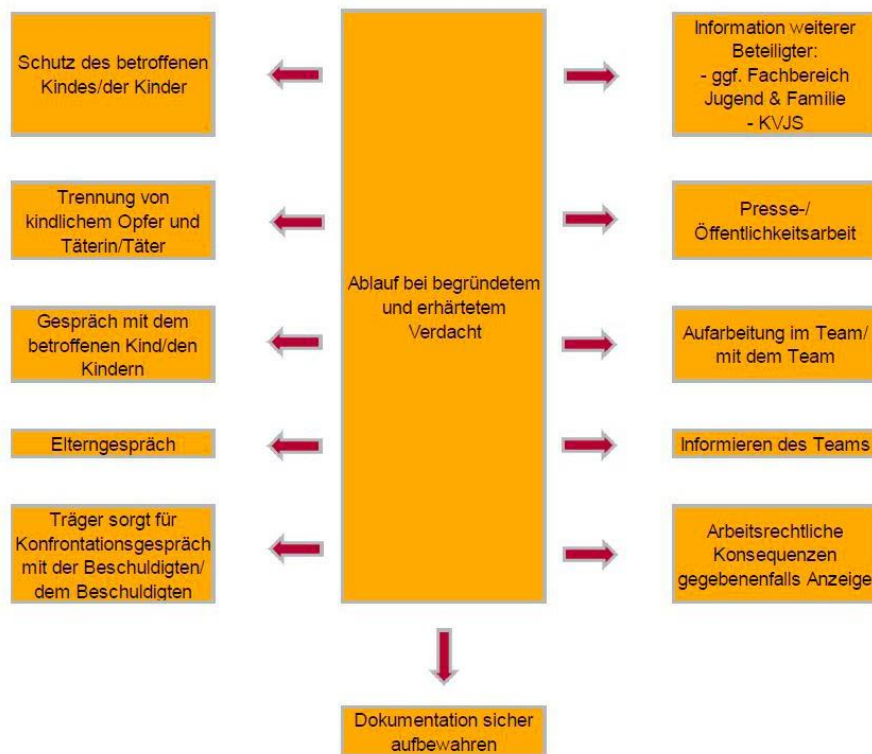 Schutz des betroffenen
Kindes/der Kinder
Trennung von
kindlichem Opfer und
Täterin/Täter
Gespräch mit dem
betroffenen Kind/den
Kindern
Elterngespräch
Träger sorgt für
Konfrontationsgespräch
mit der Beschuldigten/
dem Beschuldigten
Ablauf bei begründetem
und erhärtetem
Verdacht
Information weiterer
Beteiligter:
- ggf. Fachbereich
Jugend & Familie
- KVJS
Presse-/
Öffentlichkeitsarbeit
Aufarbeitung im Team/
mit dem Team
Informieren des Teams
Arbeitsrechtliche
Konsequenzen
gegebenenfalls Anzeige
Dokumentation sicher
aufbewahren